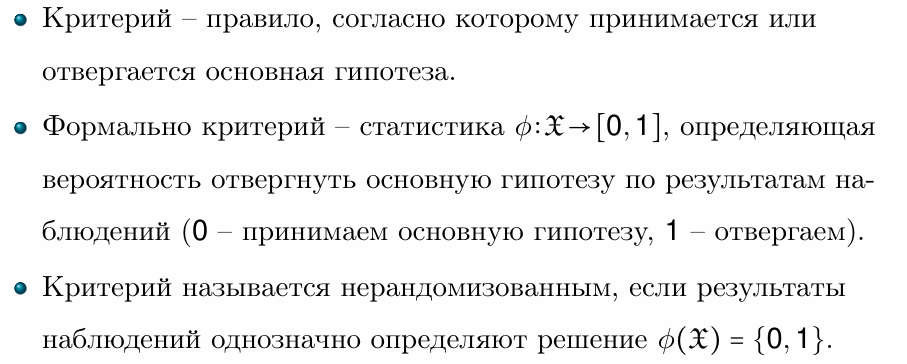 Критерий – правило, согласно которому принимается или
отвергается основная гипотеза.
Формально критерий – статистика ϕ:𝔛→[0,1], определяющая
вероятность отвергнуть основную гипотезу по результатам на-
блюдений (0 – принимаем основную гипотезу, 1 – отвергаем).
Критерий называется нерандомизованным, если результаты
наблюдений однозначно определяют решение ϕ(𝔛) = {0,1}.